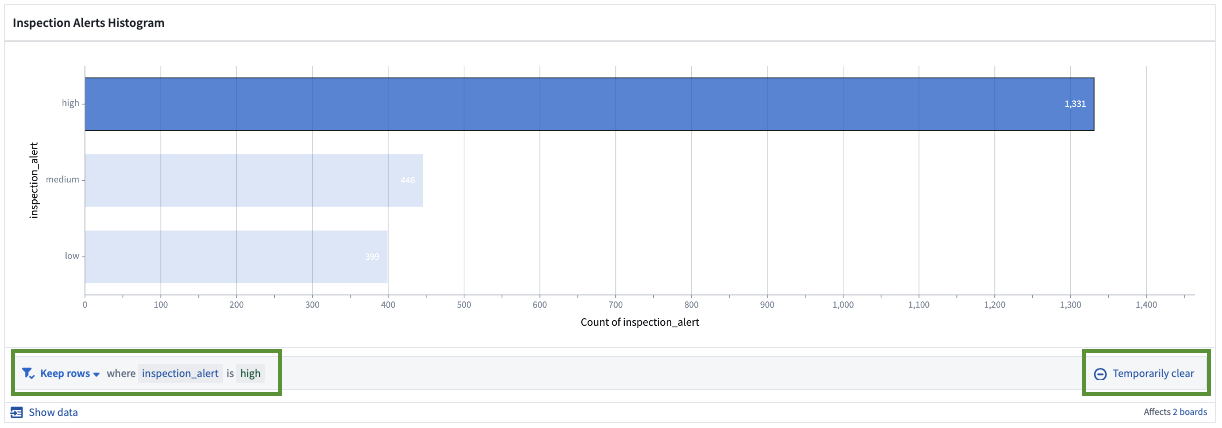 Inspection Alerts Histogram
inspection_alert
high
1,331
medium
446
low
399
0 100 200 300 400 500 600 700 800 900 1,000 1,100 1,200 1,300 1,400
Count of inspection_alert
Keep rows where inspection_alert is high
Temporarily clear
Show data
Affects 2 boards